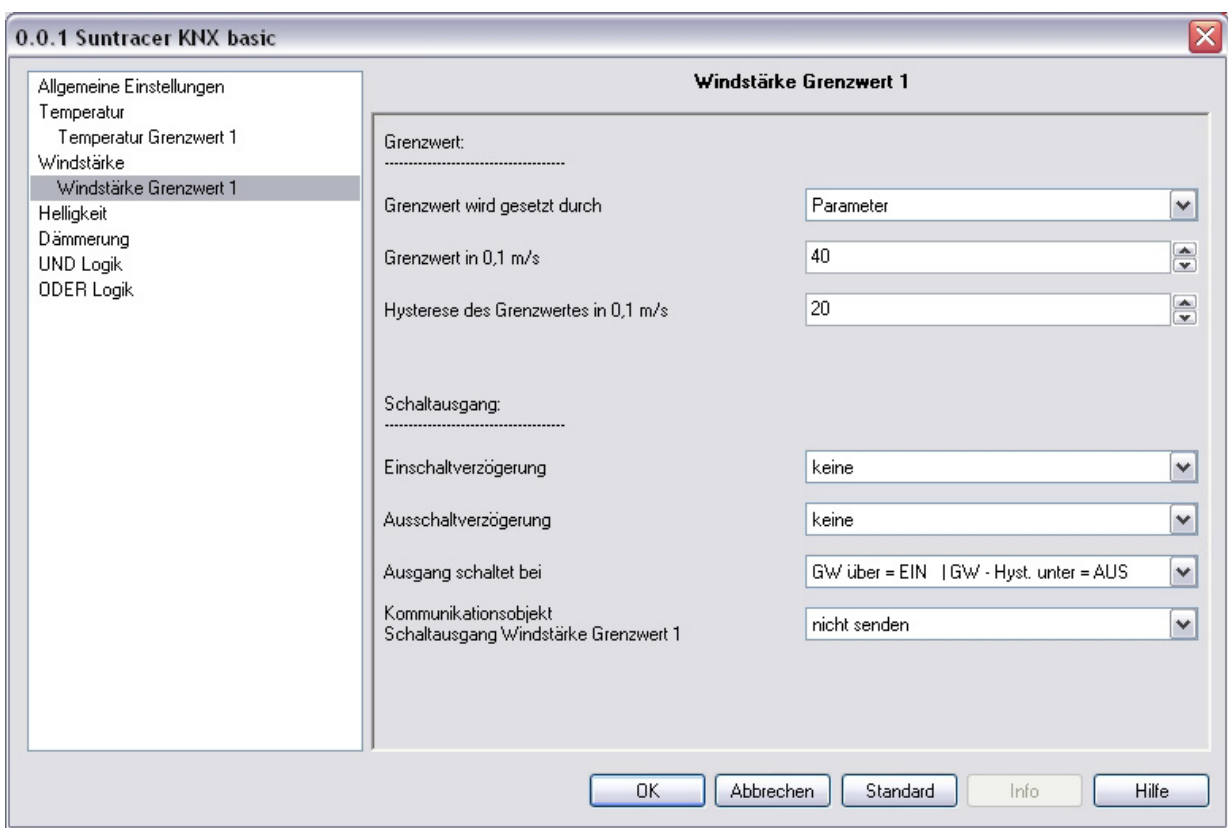 0.0.1 Suntracer KNX basic
Allgemeine Einstellungen
Temperatur
Temperatur Grenzwert 1
Windstärke
Windstärke Grenzwert 1
Helligkeit
Dämmerung
UND Logik
ODER Logik
Windstärke Grenzwert 1
Grenzwert:
------------------------------------
Grenzwert wird gesetzt durch Parameter
Grenzwert in 0,1 m/s 40
Hysterese des Grenzwertes in 0,1 m/s 20
Schaltausgang:
------------------------------------
Einschaltverzögerung keine
Ausschaltverzögerung keine
Ausgang schaltet bei GW über = EIN | GW - Hyst. unter = AUS
Kommunikationsobjekt
Schaltausgang Windstärke Grenzwert 1 nicht senden
OK Abbrechen Standard Info Hilfe